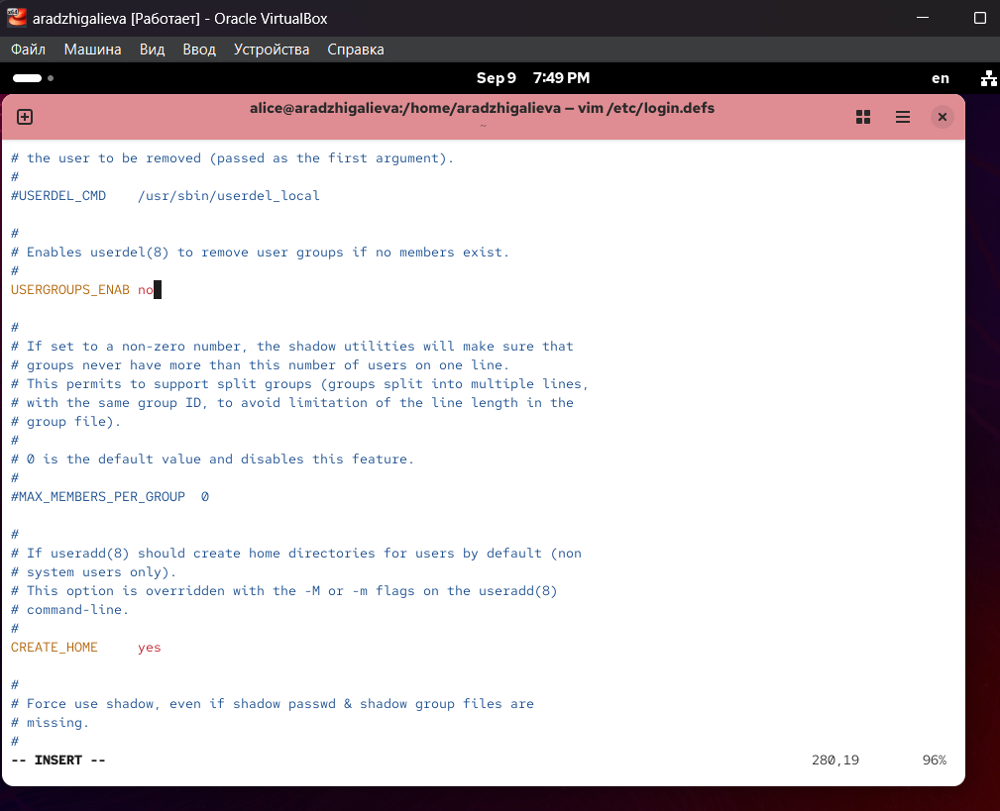 aradzhigalieva [Работает] - Oracle VirtualBox
Файл Машина Вид Ввод Устройства Справка
Sep 9 7:49 PM en
alice@aradzhigalieva:/home/aradzhigalieva — vim /etc/login.defs
~
# the user to be removed (passed as the first argument).
#
#USERDEL_CMD    /usr/sbin/userdel_local
#
# Enables userdel(8) to remove user groups if no members exist.
#
USERGROUPS_ENAB no
#
# If set to a non-zero number, the shadow utilities will make sure that
# groups never have more than this number of users on one line.
# This permits to support split groups (groups split into multiple lines,
# with the same group ID, to avoid limitation of the line length in the
# group file).
#
# 0 is the default value and disables this feature.
#
#MAX_MEMBERS_PER_GROUP  0
#
# If useradd(8) should create home directories for users by default (non
# system users only).
# This option is overridden with the -M or -m flags on the useradd(8)
# command-line.
#
CREATE_HOME     yes
#
# Force use shadow, even if shadow passwd & shadow group files are
# missing.
#
-- INSERT -- 280,19 96%